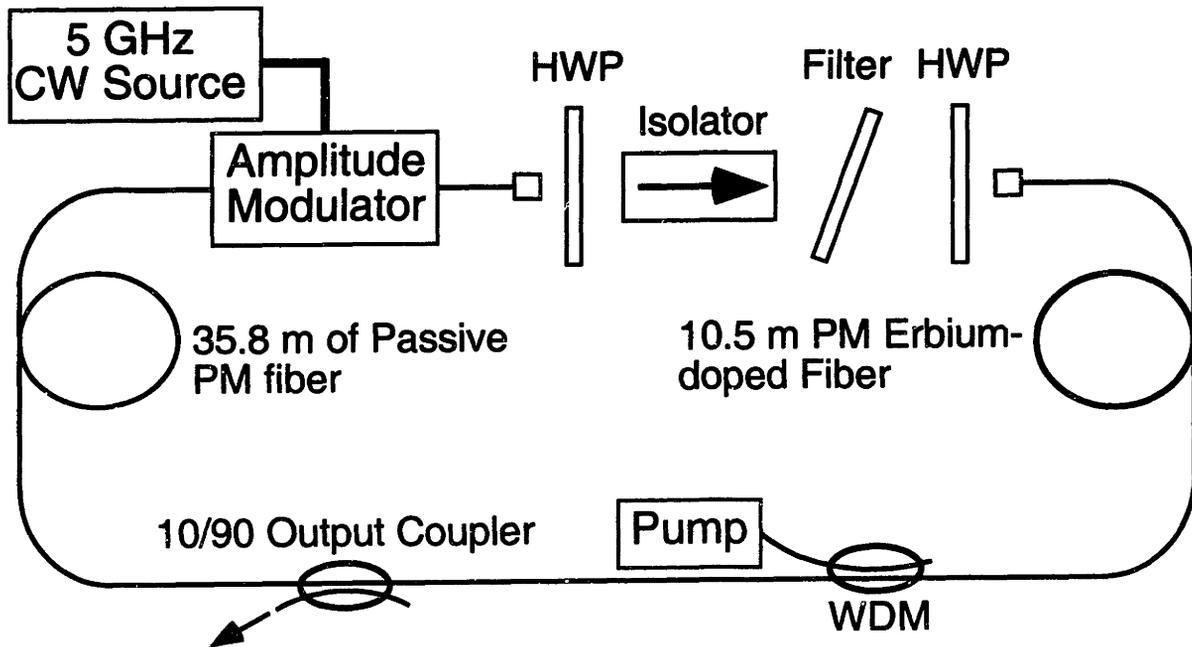 5 GHz
CW Source
HWP
Filter
HWP
Isolator
Amplitude
Modulator
35.8 m of Passive
PM fiber
10.5 m PM Erbium-
doped Fiber
10/90 Output Coupler
Pump
WDM